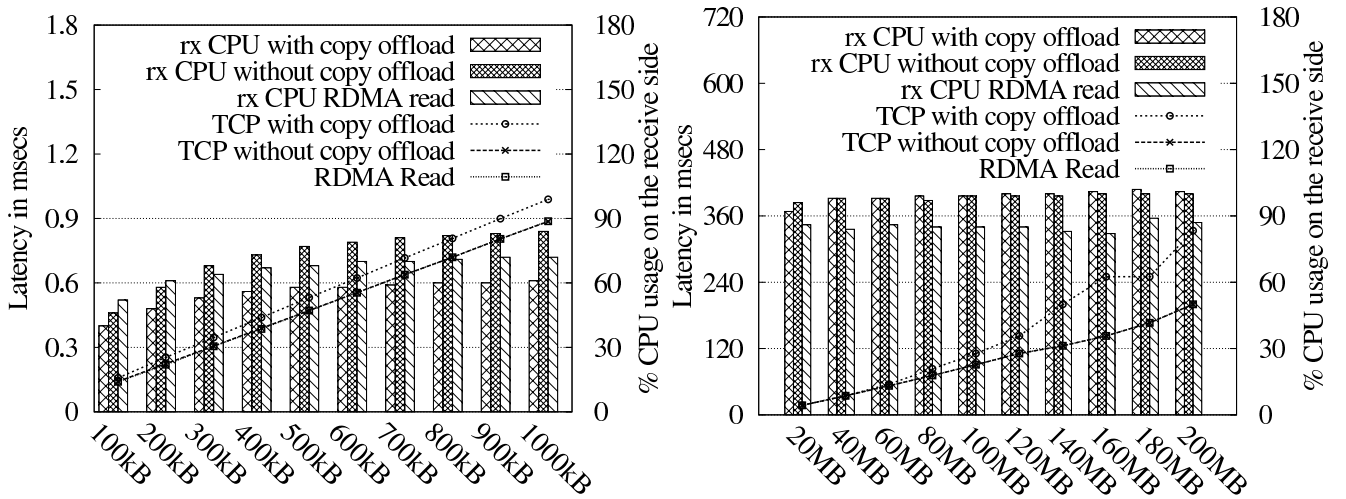 1.8
1.5
1.2
0.9
0.6
0.3
0
Latency in msecs
rx CPU with copy offload
rx CPU without copy offload
rx CPU RDMA read
TCP with copy offload
TCP without copy offload
RDMA Read
180
150
120
90
60
30
0
% CPU usage on the receive side
100kB
200kB
300kB
400kB
500kB
600kB
700kB
800kB
900kB
1000kB
720
600
480
360
240
120
0
Latency in msecs
rx CPU with copy offload
rx CPU without copy offload
rx CPU RDMA read
TCP with copy offload
TCP without copy offload
RDMA Read
180
150
120
90
60
30
0
% CPU usage on the receive side
20MB
40MB
60MB
80MB
100MB
120MB
140MB
160MB
180MB
200MB